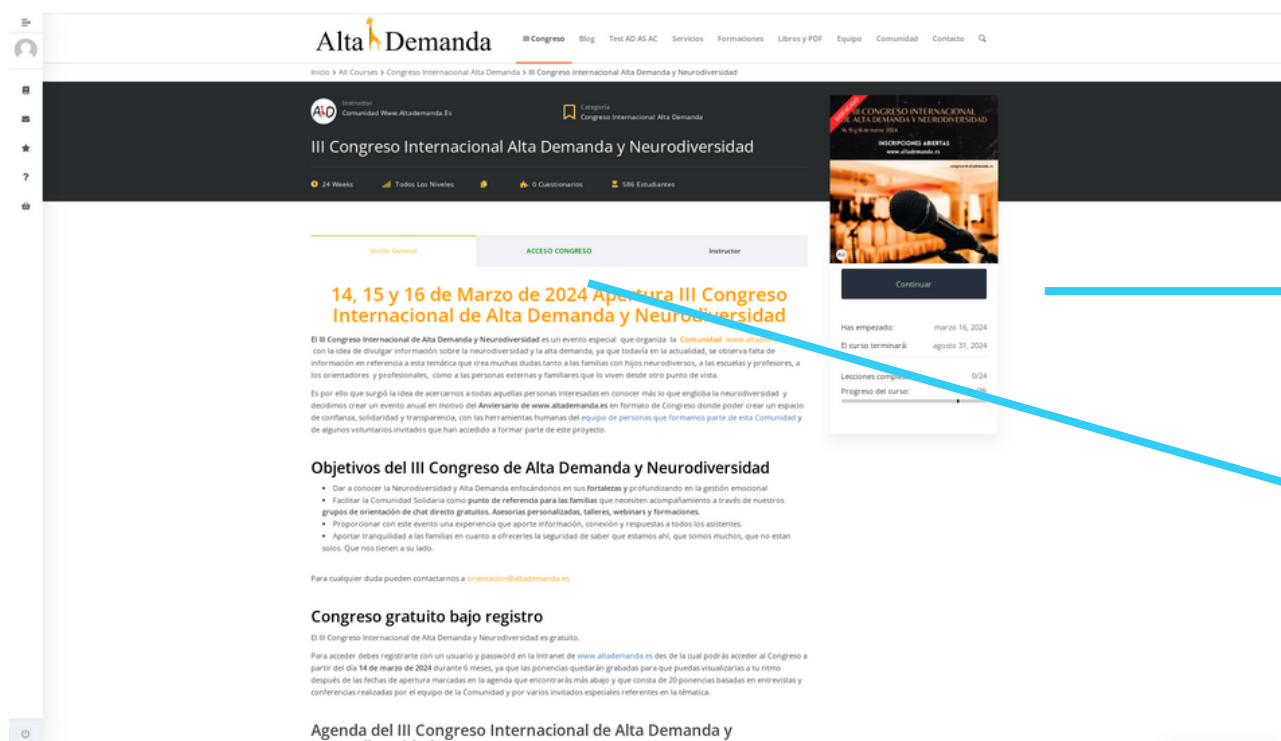 Alta Demanda
III Congreso Blog Test AD AS AC Servicios Formaciones Libros y PDF Equipo Comunidad Contacto
Inicio > All Courses > Congreso Internacional Alta Demanda > III Congreso Internacional Alta Demanda y Neurodiversidad
Instructor
Comunidad Www.Altademanda.Es
Categoría
Congreso Internacional Alta Demanda
III Congreso Internacional Alta Demanda y Neurodiversidad
24 Weeks Todos Los Niveles 0 Cuestionarios 586 Estudiantes
III CONGRESO INTERNACIONAL
DE ALTA DEMANDA Y NEURODIVERSIDAD
14, 15 y 16 de marzo 2024
INSCRIPCIONES ABIERTAS
www.altademanda.es
Visión General ACCESO CONGRESO Instructor
Continuar
Has empezado: marzo 16, 2024
El curso terminará: agosto 31, 2024
Lecciones 0/24
Progreso del curso:
14, 15 y 16 de Marzo de 2024 Apertura III Congreso
Internacional de Alta Demanda y Neurodiversidad
El III Congreso Internacional de Alta Demanda y Neurodiversidad es un evento especial que organiza la Comunidad
con la idea de divulgar información sobre la neurodiversidad y la alta demanda, ya que todavía en la actualidad, se observa falta de
información en referencia a esta temática que crea muchas dudas tanto a las familias con hijos neurodiversos, a las escuelas y profesores, a
los orientadores y profesionales, como a las personas externas y familiares que lo viven desde otro punto de vista.
Es por ello que surgió la idea de acercarnos a todas aquellas personas interesadas en conocer más lo que engloba la neurodiversidad y
decidimos crear un evento anual en motivo del Anviersario de www.altademanda.es en formato de Congreso donde poder crear un espacio
de confianza, solidaridad y transparencia, con las herramientas humanas del equipo de personas que formamos parte de esta Comunidad y
de algunos voluntarios invitados que han accedido a formar parte de este proyecto.
Objetivos del III Congreso de Alta Demanda y Neurodiversidad
Dar a conocer la Neurodiversidad y Alta Demanda enfocándonos en sus fortalezas y profundizando en la gestión emocional
Facilitar la Comunidad Solidaria como punto de referencia para las familias que necesiten acompañamiento a través de nuestros
grupos de orientación de chat directo gratuitos. Asesorias personalizadas, talleres, webinars y formaciones.
Proporcionar con este evento una experiencia que aporte información, conexión y respuestas a todos los asistentes.
Aportar tranquilidad a las familias en cuanto a ofrecerles la seguridad de saber que estamos ahí, que somos muchos, que no estan
solos. Que nos tienen a su lado.
Para cualquier duda pueden contactarnos a orientacion@altademanda.es
Congreso gratuito bajo registro
El III Congreso Internacional de Alta Demanda y Neurodiversidad es gratuito.
Para acceder debes registrarte con un usuario y password en la Intranet de www.altademanda.es des de la cual podrás acceder al Congreso a
partir del día 14 de marzo de 2024 durante 6 meses, ya que las ponencias quedarán grabadas para que puedas visualizarlas a tu ritmo
después de las fechas de apertura marcadas en la agenda que encontrarás más abajo y que consta de 20 ponencias basadas en entrevistas y
conferencias realizadas por el equipo de la Comunidad y por varios invitados especiales referentes en la témática.
Agenda del III Congreso Internacional de Alta Demanda y